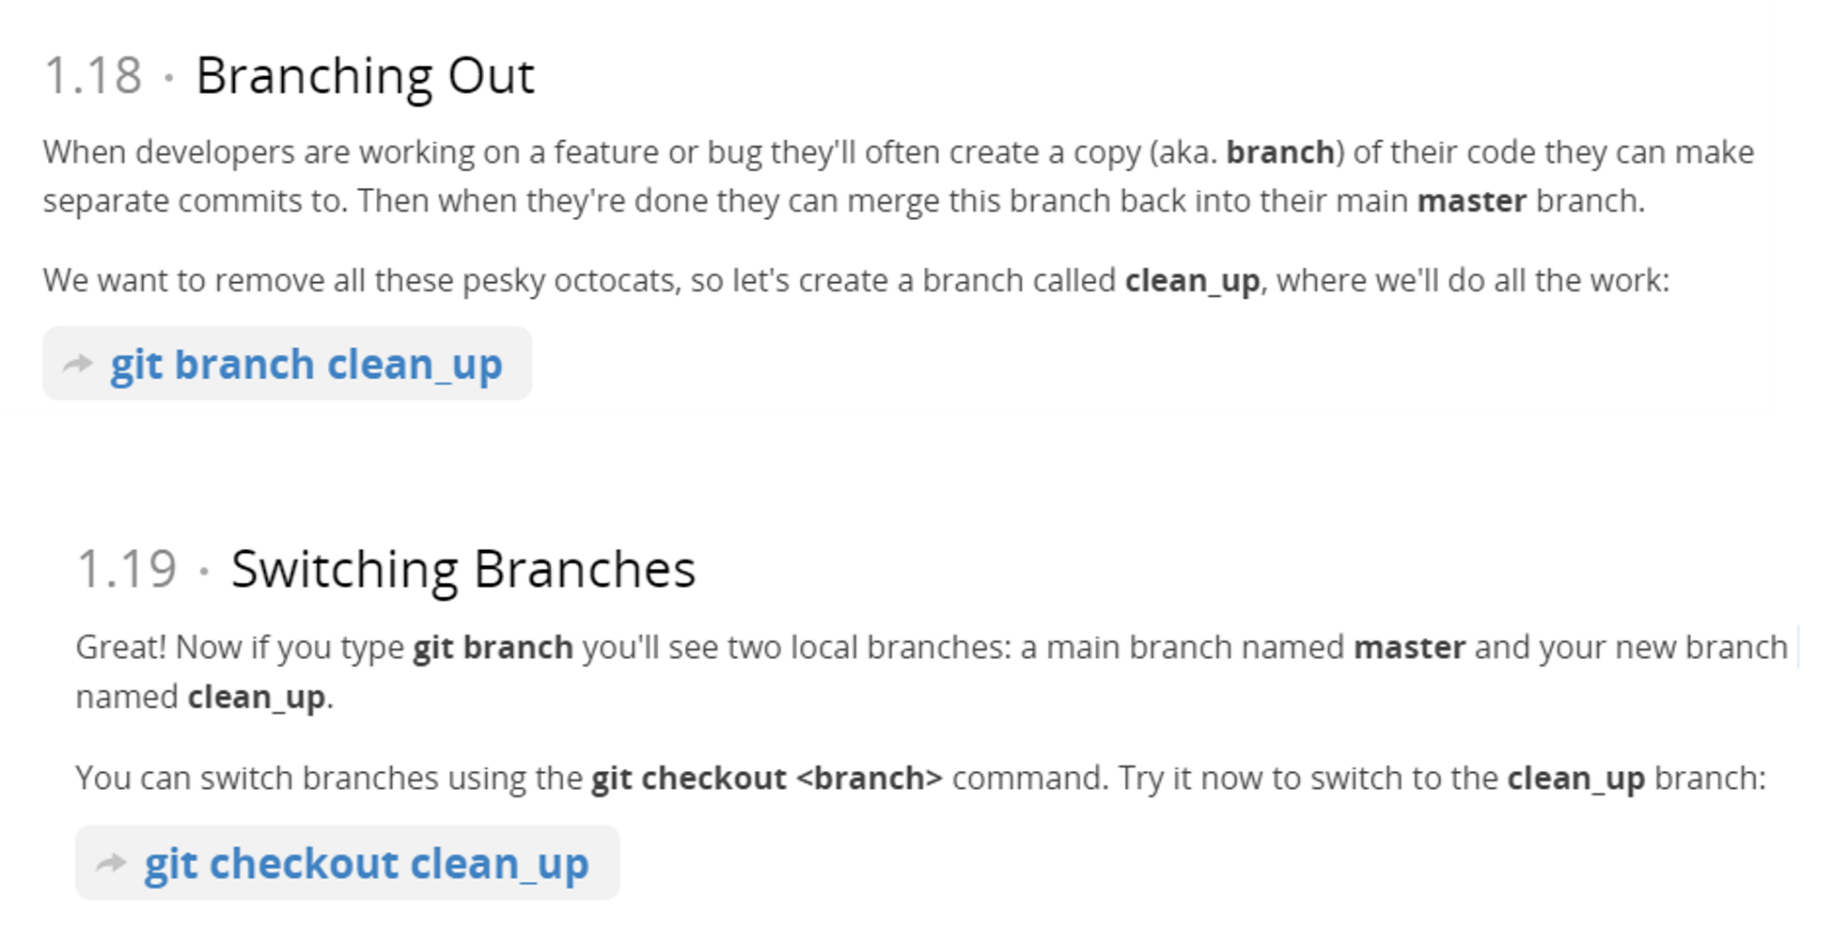 1.18 · Branching Out
When developers are working on a feature or bug they'll often create a copy (aka. branch) of their code they can make
separate commits to. Then when they're done they can merge this branch back into their main master branch.
We want to remove all these pesky octocats, so let's create a branch called clean_up, where we'll do all the work:
git branch clean_up
1.19 · Switching Branches
Great! Now if you type git branch you'll see two local branches: a main branch named master and your new branch
named clean_up.
You can switch branches using the git checkout <branch> command. Try it now to switch to the clean_up branch:
git checkout clean_up